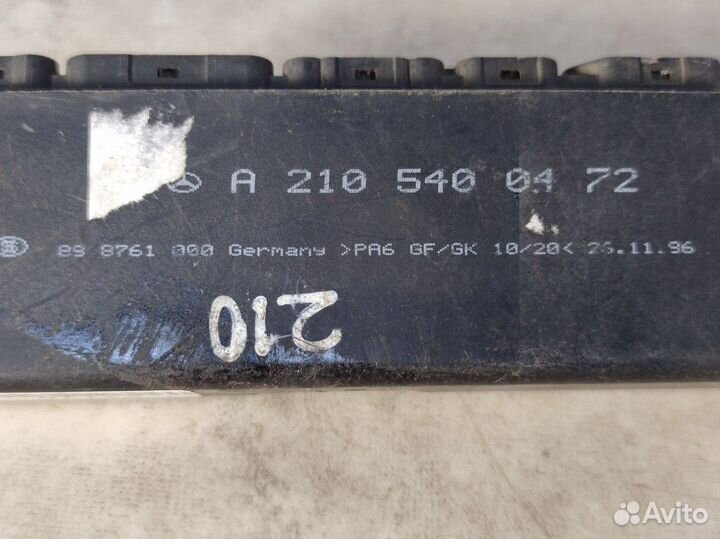 A 210 540 04 72
89 8761 000 Germany >PA6 GF/GK 10/20< 26.11.96
210
Avito